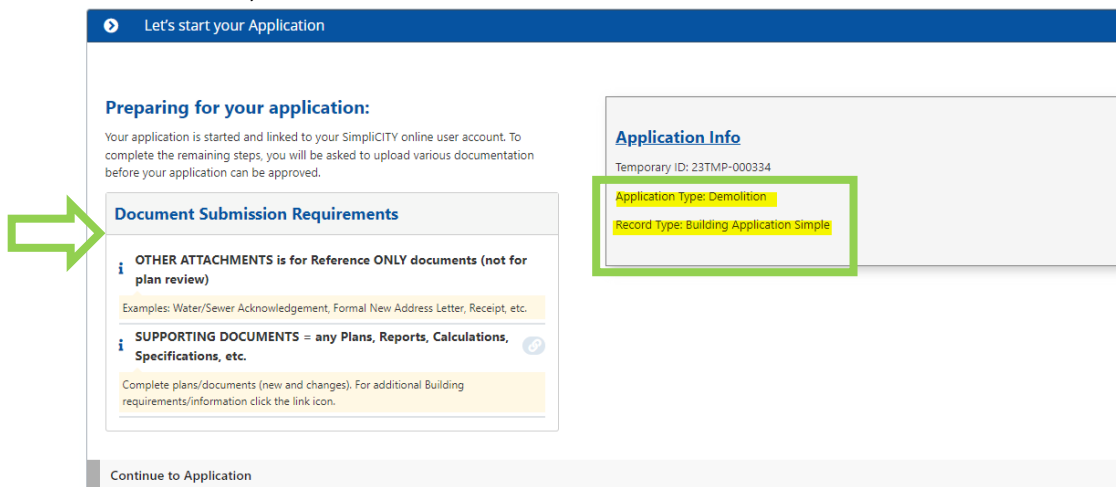 Let's start your Application
Preparing for your application:
Your application is started and linked to your SimpliCITY online user account. To
complete the remaining steps, you will be asked to upload various documentation
before your application can be approved.
Document Submission Requirements
OTHER ATTACHMENTS is for Reference ONLY documents (not for
plan review)
Examples: Water/Sewer Acknowledgement, Formal New Address Letter, Receipt, etc.
SUPPORTING DOCUMENTS = any Plans, Reports, Calculations,
Specifications, etc.
Complete plans/documents (new and changes). For additional Building
requirements/information click the link icon.
Application Info
Temporary ID: 23TMP-000334
Application Type: Demolition
Record Type: Building Application Simple
Continue to Application